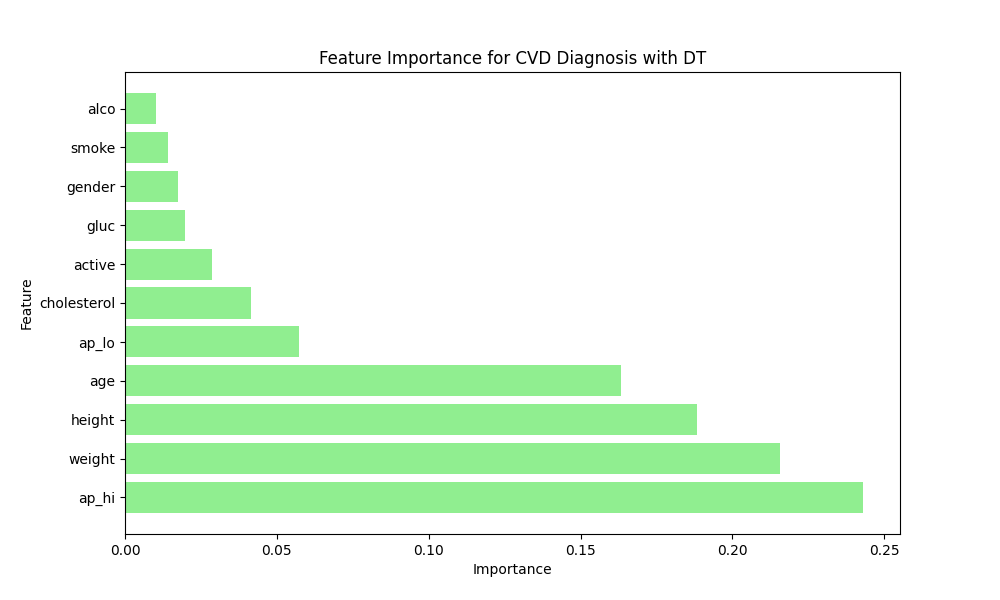 Feature Importance for CVD Diagnosis with DT
alco
smoke
gender
gluc
active
cholesterol
ap_lo
age
height
weight
ap_hi
Feature
0.00 0.05 0.10 0.15 0.20 0.25
Importance